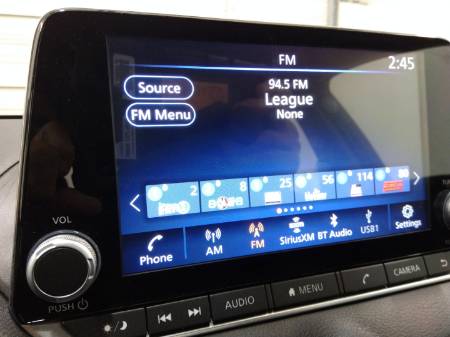 FM
2:45
Source
94.5 FM
League
None
FM Menu
2 8 25 56 114
Phone AM FM SiriusXM BT Audio USB1 Settings
VOL
PUSH
AUDIO MENU CAMERA